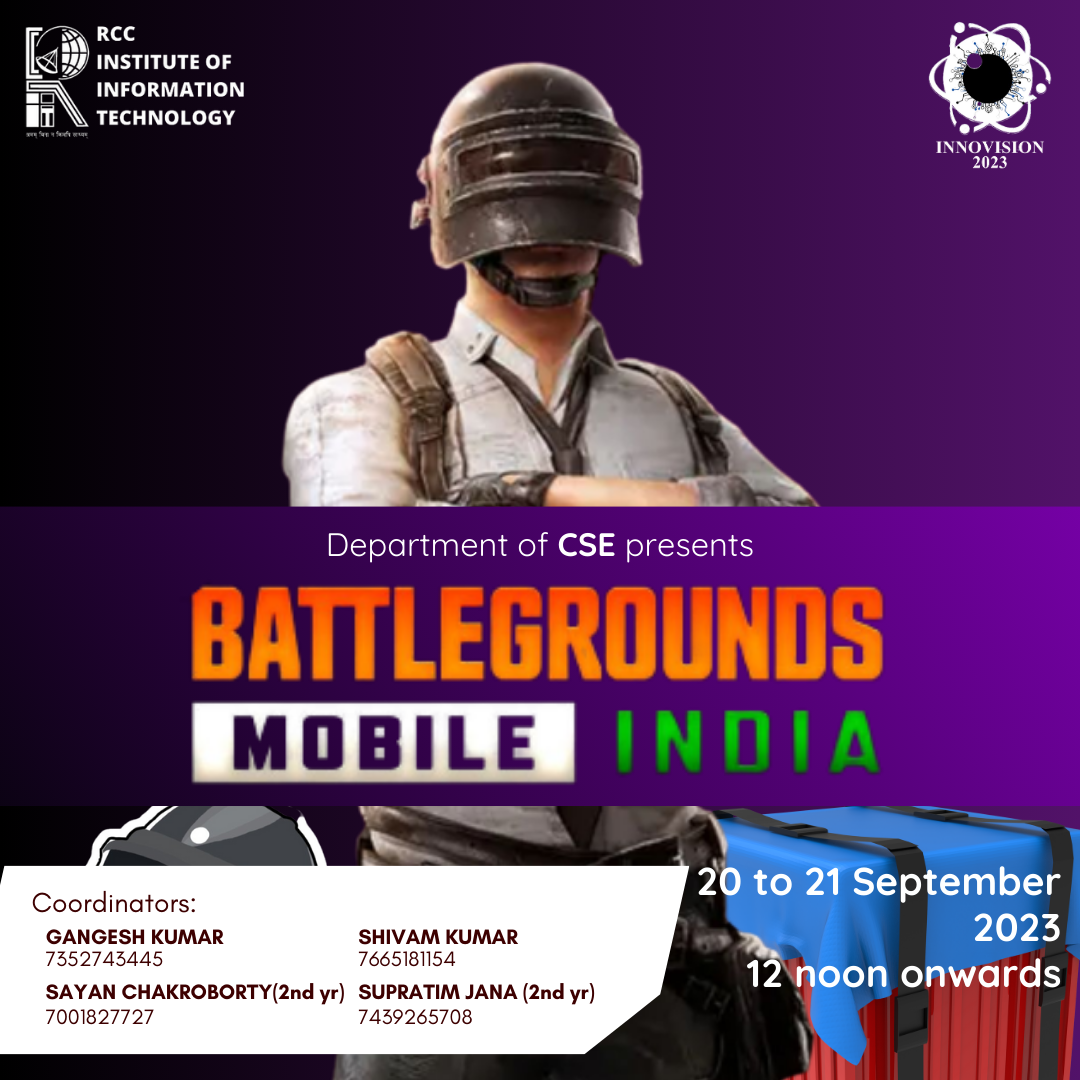 RCC
INSTITUTE OF
INFORMATION
TECHNOLOGY
INNOVISION
2023
Department of CSE presents
BATTLEGROUNDS
MOBILE INDIA
20 to 21 September
2023
12 noon onwards
Coordinators:
GANGESH KUMAR
7352743445
SHIVAM KUMAR
7665181154
SAYAN CHAKROBORTY(2nd yr)
7001827727
SUPRATIM JANA (2nd yr)
7439265708